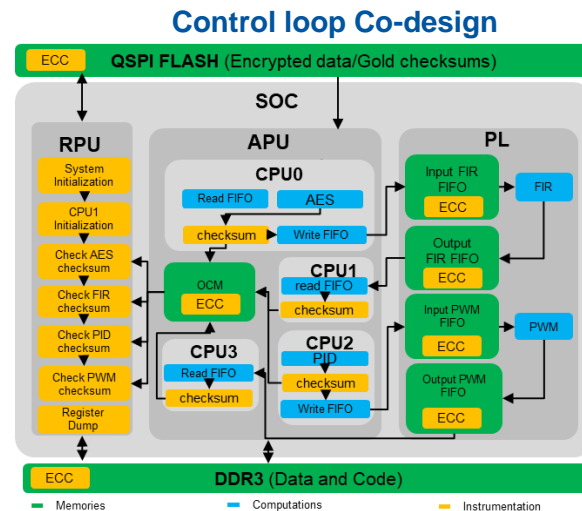 Control loop Co-design
ECC
QSPI FLASH (Encrypted data/Gold checksums)
SOC
RPU
System
Initialization
CPU1
Initialization
Check AES
checksum
Check FIR
checksum
Check PID
checksum
Check PWM
checksum
Register
Dump
APU
CPU0
Read FIFO
AES
checksum
Write FIFO
OCM
ECC
CPU1
read FIFO
checksum
CPU2
PID
checksum
Write FIFO
CPU3
Read FIFO
checksum
PL
Input FIR
FIFO
ECC
FIR
Output
FIR FIFO
ECC
Input PWM
FIFO
ECC
PWM
Output PWM
FIFO
ECC
ECC
DDR3 (Data and Code)
Memories
Computations
Instrumentation